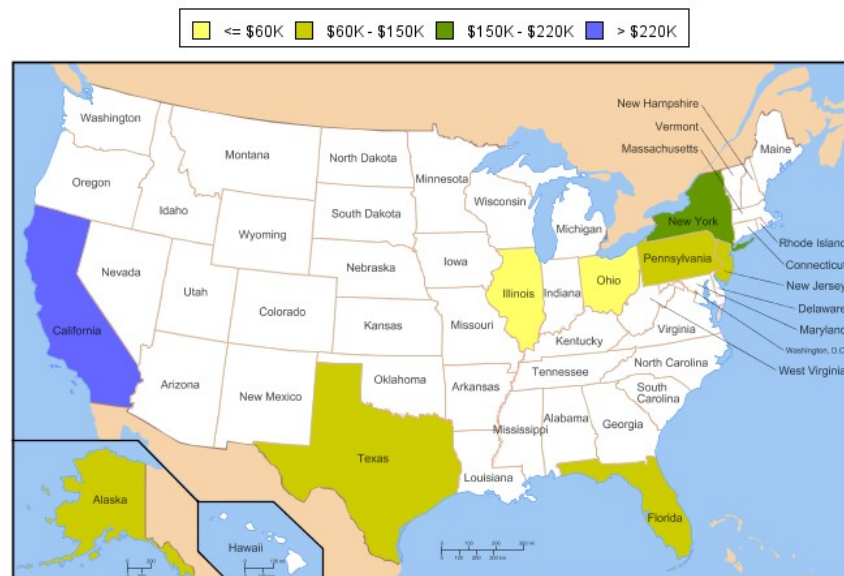 <= $60K $60K - $150K $150K - $220K > $220K
New Hampshire
Vermont
Massachusetts
Washington
Montana
North Dakota
Minnesota
Maine
Oregon
Idaho
Wyoming
South Dakota
Wisconsin
Michigan
New York
Rhode Island
Connecticut
New Jersey
Nevada
Utah
Colorado
Nebraska
Iowa
Illinois
Indiana
Ohio
Pennsylvania
Delaware
Maryland
Washington, D.C.
West Virginia
California
Kansas
Missouri
Kentucky
Virginia
Arizona
New Mexico
Oklahoma
Arkansas
Tennessee
North Carolina
South
Carolina
Texas
Louisiana
Mississippi
Alabama
Georgia
Florida
Alaska
Hawaii